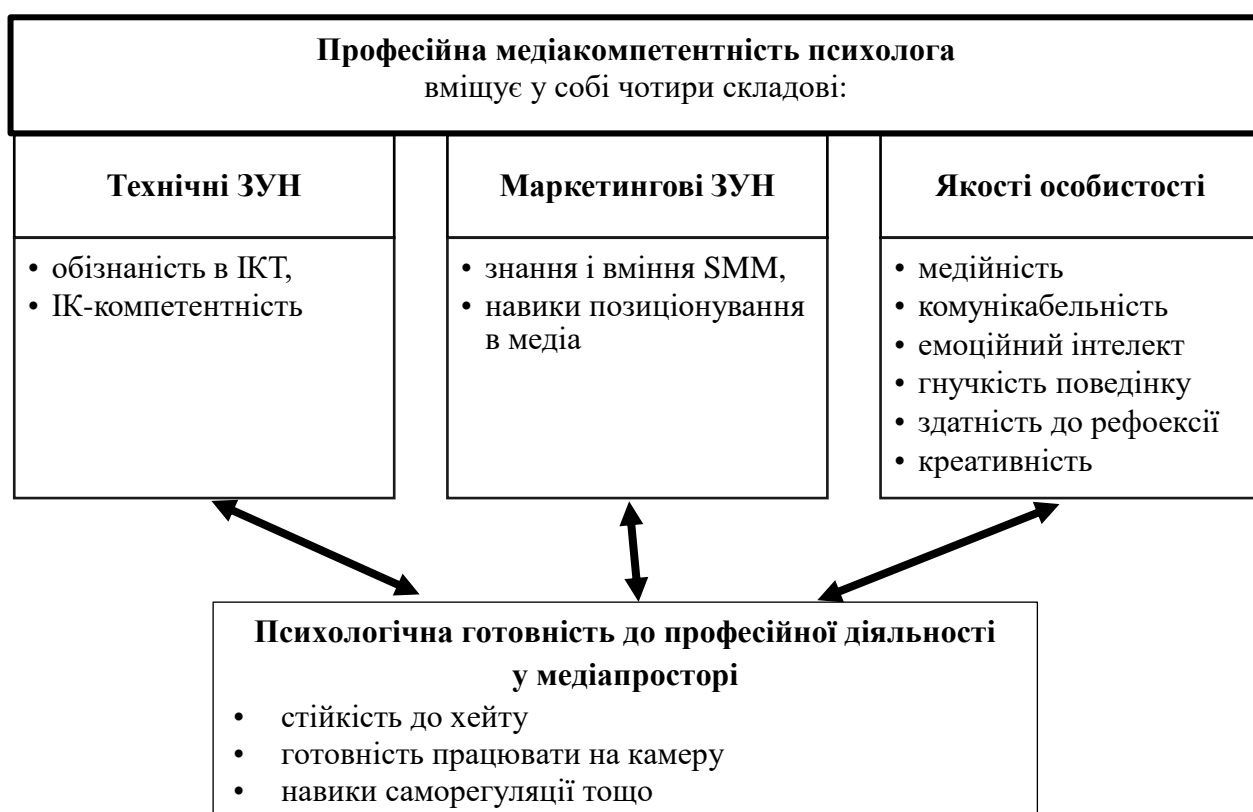 Професійна медіакомпетентність психолога
вміщує у собі чотири складові:
Технічні ЗУН
• обізнаність в ІКТ,
• ІК-компетентність
Маркетингові ЗУН
• знання і вміння SMM,
• навики позиціонування
в медіа
Якості особистості
• медійність
• комунікабельність
• емоційний інтелект
• гнучкість поведінку
• здатність до рефоексії
• креативність
Психологічна готовність до професійної діяльності
у медіапросторі
• стійкість до хейту
• готовність працювати на камеру
• навики саморегуляції тощо